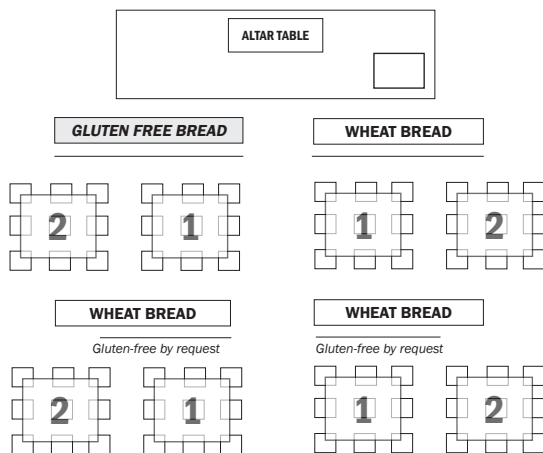 ALTAR TABLE
GLUTEN FREE BREAD
WHEAT BREAD
2
1
1
2
WHEAT BREAD
WHEAT BREAD
Gluten-free by request
Gluten-free by request
2
1
1
2